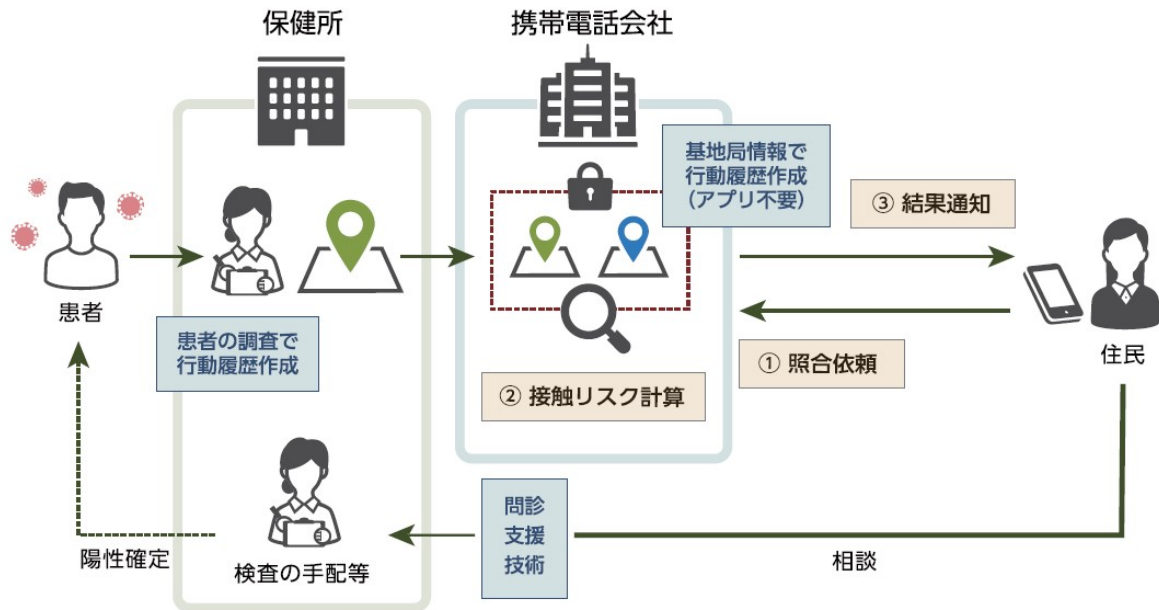 保健所
携帯電話会社
基地局情報で
行動履歴作成
(アプリ不要)
③ 結果通知
患者
患者の調査で
行動履歴作成
① 照合依頼
住民
② 接触リスク計算
問診
支援
技術
陽性確定
検査の手配等
相談